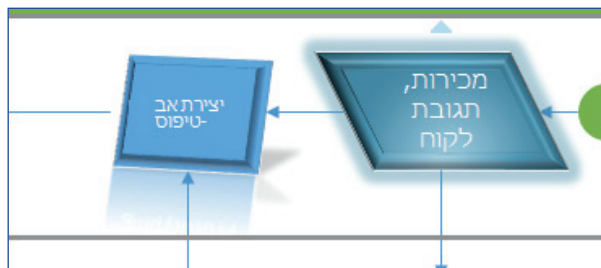 מכירות,
תגובת
לקוח
יצירת אב
-טיפוס